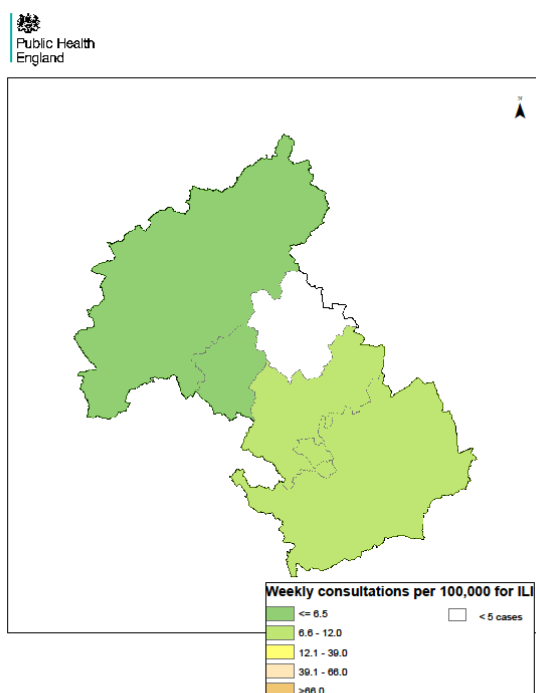 Public Health
England
N
Weekly consultations per 100,000 for ILI
<= 6.5
< 5 cases
6.6 - 12.0
12.1 - 39.0
39.1 - 66.0
>66.0